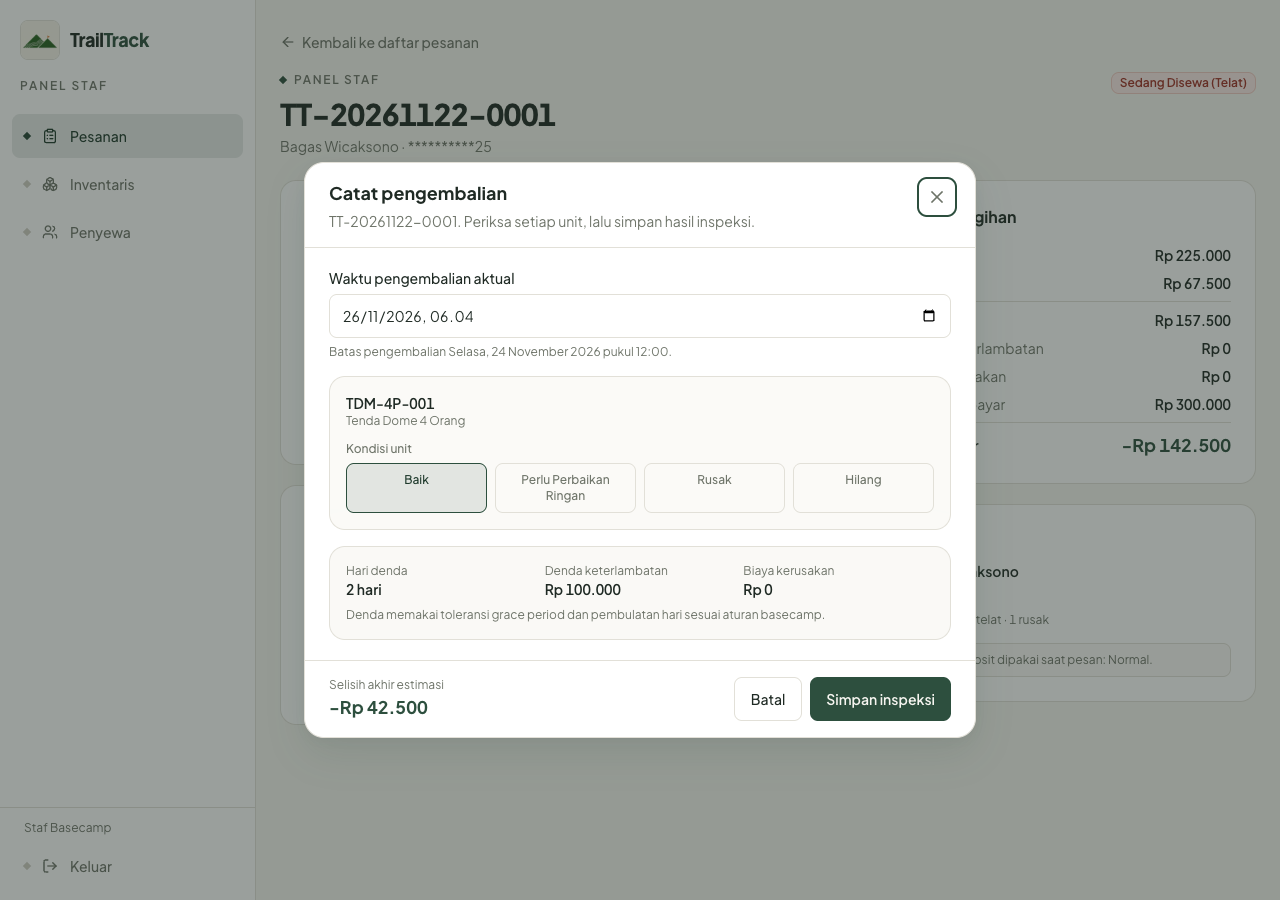 TrailTrack
PANEL STAF
Pesanan
Inventaris
Penyewa
Staf Basecamp
Keluar
Kembali ke daftar pesanan
PANEL STAF
Sedang Disewa (Telat)
TT-20261122-0001
Bagas Wicaksono · **********25
Catat pengembalian
TT-20261122-0001. Periksa setiap unit, lalu simpan hasil inspeksi.
Waktu pengembalian aktual
26/11/2026, 06.04
Batas pengembalian Selasa, 24 November 2026 pukul 12:00.
TDM-4P-001
Tenda Dome 4 Orang
Kondisi unit
Baik
Perlu Perbaikan
Ringan
Rusak
Hilang
Hari denda
2 hari
Denda keterlambatan
Rp 100.000
Biaya kerusakan
Rp 0
Denda memakai toleransi grace period dan pembulatan hari sesuai aturan basecamp.
Selisih akhir estimasi
-Rp 42.500
Batal
Simpan inspeksi
Rp 225.000
Rp 67.500
Rp 157.500
Rp 0
Rp 0
Rp 300.000
-Rp 142.500
telat · 1 rusak
dipakai saat pesan: Normal.